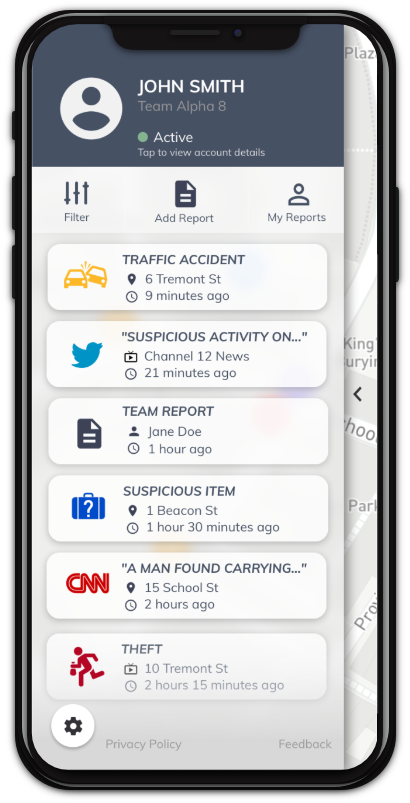 JOHN SMITH
Team Alpha 8
Active
Tap to view account details
Filter
Add Report
My Reports
TRAFFIC ACCIDENT
6 Tremont St
9 minutes ago
"SUSPICIOUS ACTIVITY ON..."
Channel 12 News
21 minutes ago
TEAM REPORT
Jane Doe
1 hour ago
SUSPICIOUS ITEM
1 Beacon St
1 hour 30 minutes ago
CNN
"A MAN FOUND CARRYING..."
15 School St
2 hours ago
THEFT
10 Tremont St
2 hours 15 minutes ago
Privacy Policy
Feedback
Plaz
King'
Park